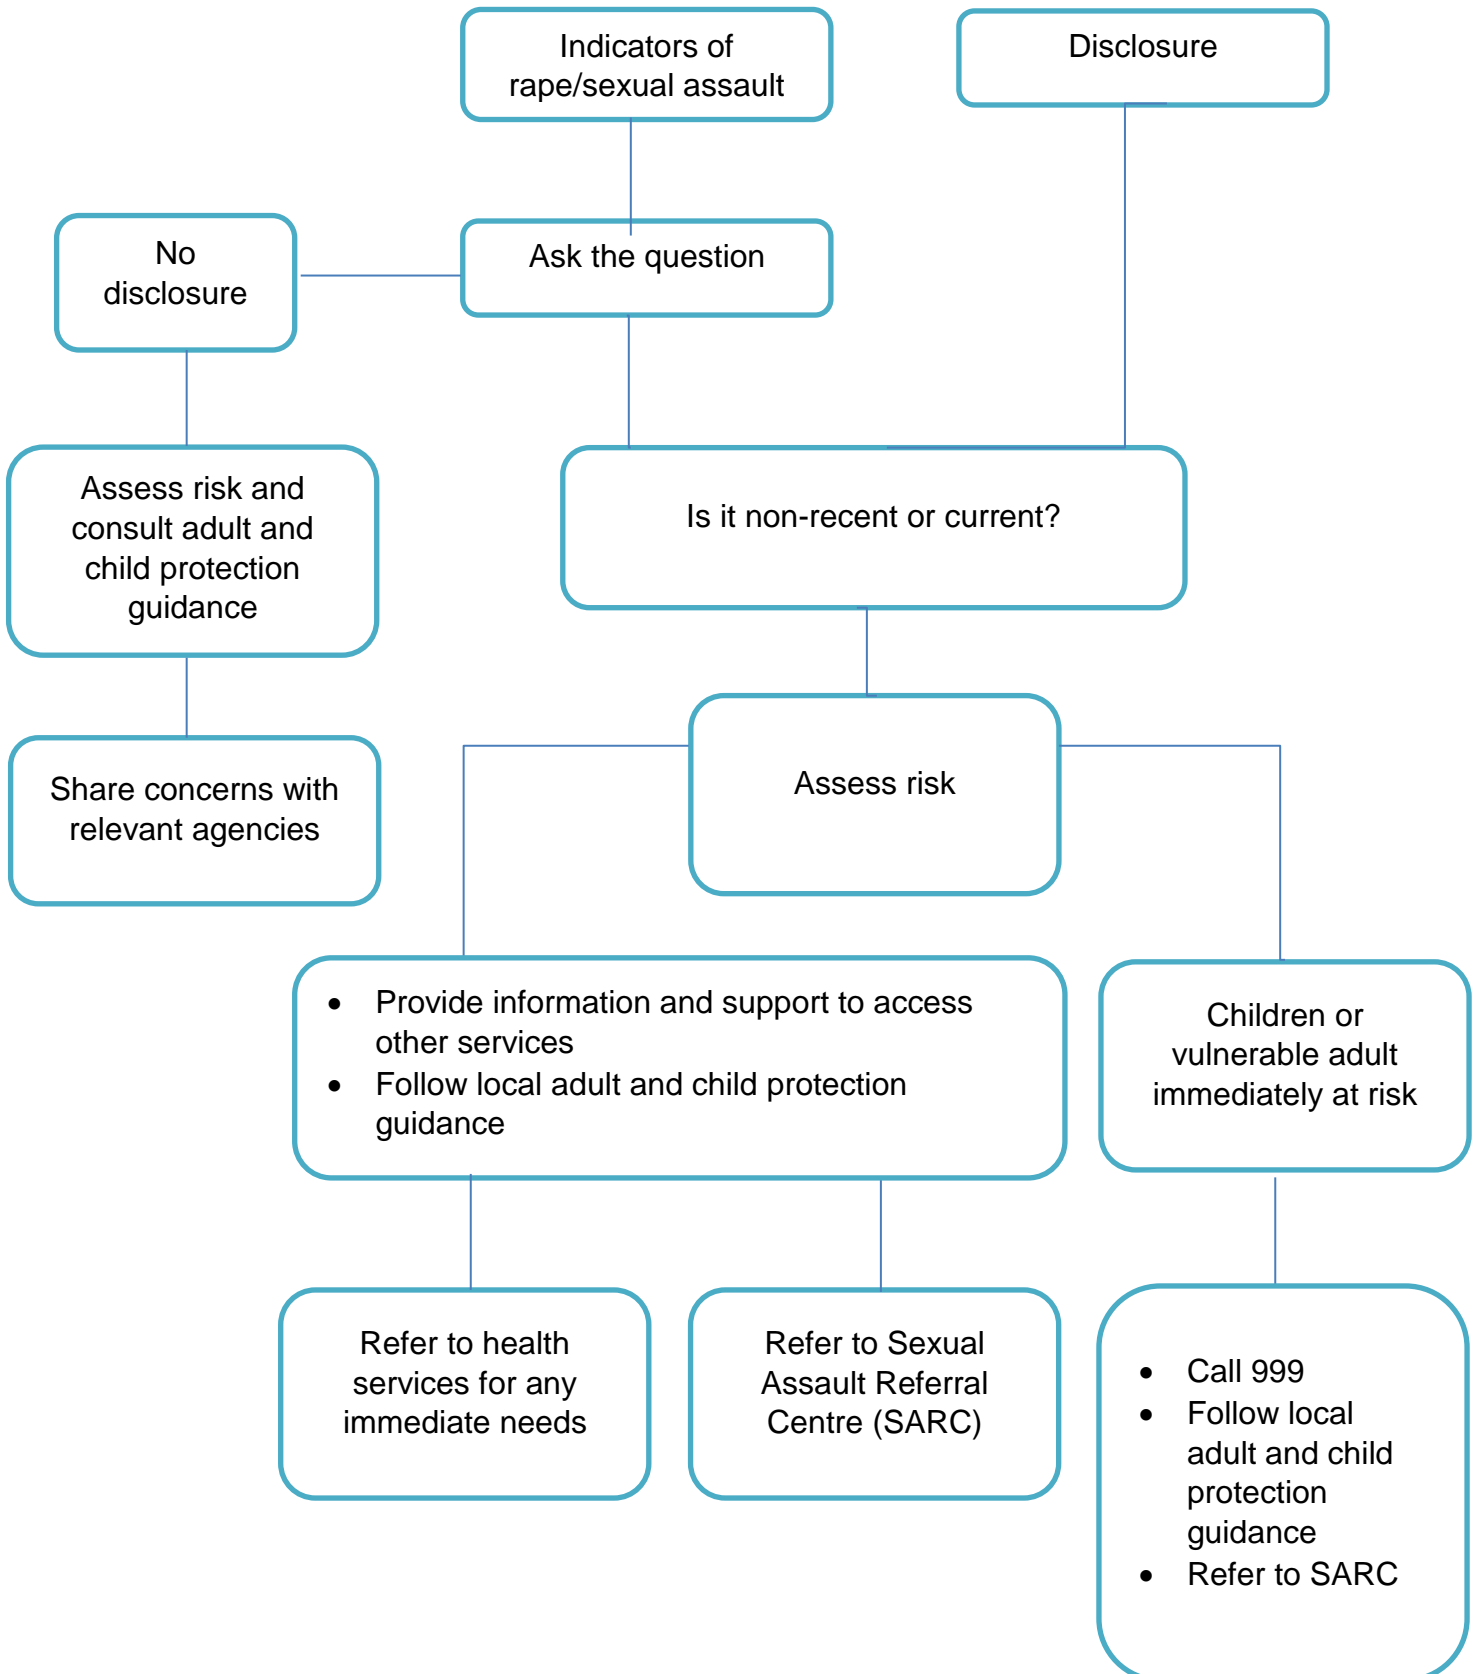 Indicators of
rape/sexual assault
Disclosure
No
disclosure
Ask the question
Assess risk and
consult adult and
child protection
guidance
Is it non-recent or current?
Share concerns with
relevant agencies
Assess risk
• Provide information and support to access
other services
• Follow local adult and child protection
guidance
Children or
vulnerable adult
immediately at risk
Refer to health
services for any
immediate needs
Refer to Sexual
Assault Referral
Centre (SARC)
• Call 999
• Follow local
adult and child
protection
guidance
• Refer to SARC